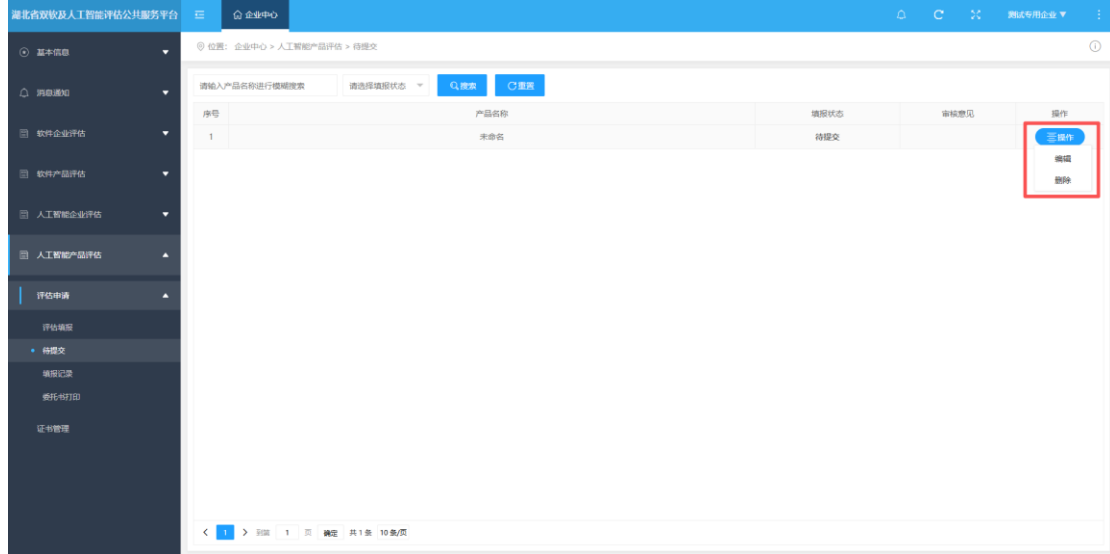 湖北省双软及人工智能评估公共服务平台 企业中心 测试专用企业
基本信息
消息通知
软件企业评估
软件产品评估
人工智能企业评估
人工智能产品评估
评估申请
评估填报
待提交
填报记录
委托书打印
证书管理
位置： 企业中心 > 人工智能产品评估 > 待提交
请输入产品名称进行模糊搜索 请选择填报状态 搜索 重置
序号 产品名称 填报状态 审核意见 操作
1 未命名 待提交 操作
编辑
删除
1 到第 1 页 确定 共 1 条 10 条/页